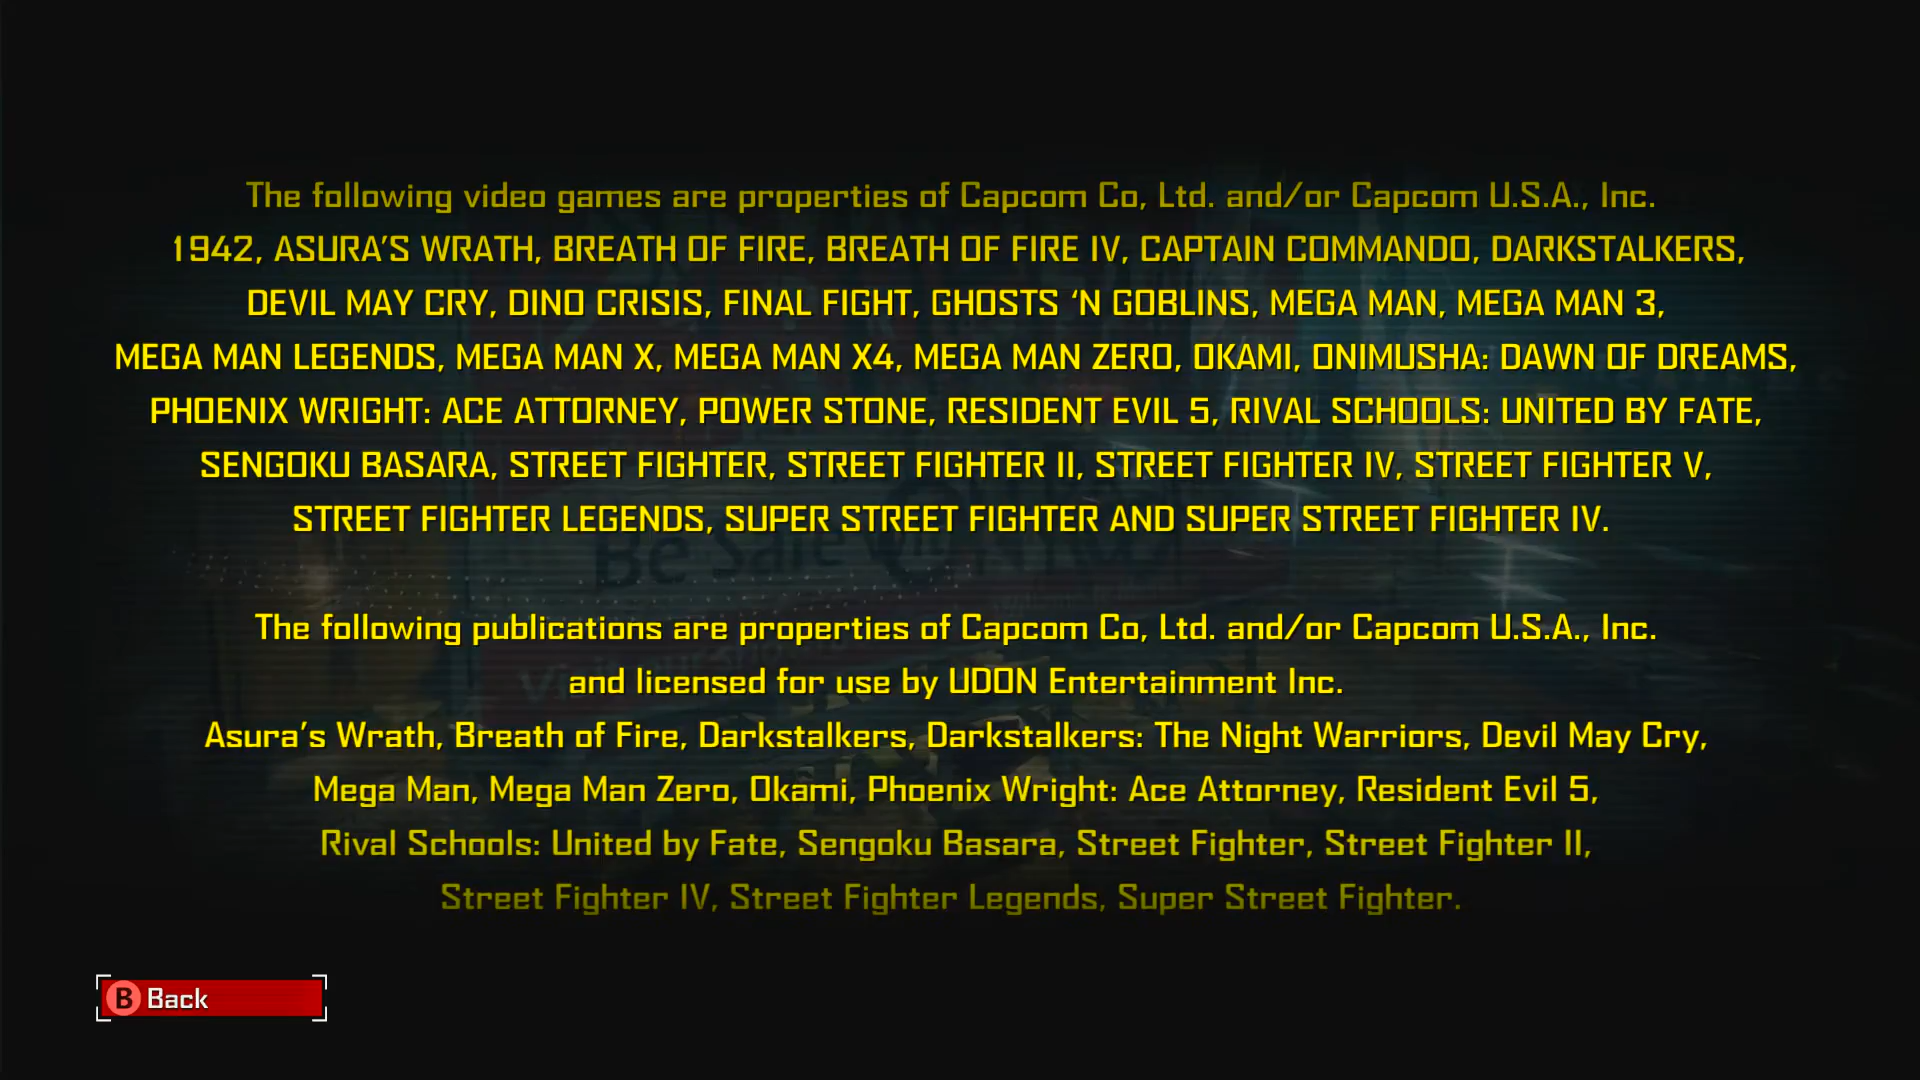 The following video games are properties of Capcom Co, Ltd. and/or Capcom U.S.A., Inc.
1942, ASURA'S WRATH, BREATH OF FIRE, BREATH OF FIRE IV, CAPTAIN COMMANDO, DARKSTALKERS,
DEVIL MAY CRY, DINO CRISIS, FINAL FIGHT, GHOSTS 'N GOBLINS, MEGA MAN, MEGA MAN 3,
MEGA MAN LEGENDS, MEGA MAN X, MEGA MAN X4, MEGA MAN ZERO, OKAMI, ONIMUSHA: DAWN OF DREAMS,
PHOENIX WRIGHT: ACE ATTORNEY, POWER STONE, RESIDENT EVIL 5, RIVAL SCHOOLS: UNITED BY FATE,
SENGOKU BASARA, STREET FIGHTER, STREET FIGHTER II, STREET FIGHTER IV, STREET FIGHTER V,
STREET FIGHTER LEGENDS, SUPER STREET FIGHTER AND SUPER STREET FIGHTER IV.
Be Safe
The following publications are properties of Capcom Co, Ltd. and/or Capcom U.S.A., Inc.
and licensed for use by UDON Entertainment Inc.
Asura's Wrath, Breath of Fire, Darkstalkers, Darkstalkers: The Night Warriors, Devil May Cry,
Mega Man, Mega Man Zero, Okami, Phoenix Wright: Ace Attorney, Resident Evil 5,
Rival Schools: United by Fate, Sengoku Basara, Street Fighter, Street Fighter II,
Street Fighter IV, Street Fighter Legends, Super Street Fighter.
B Back